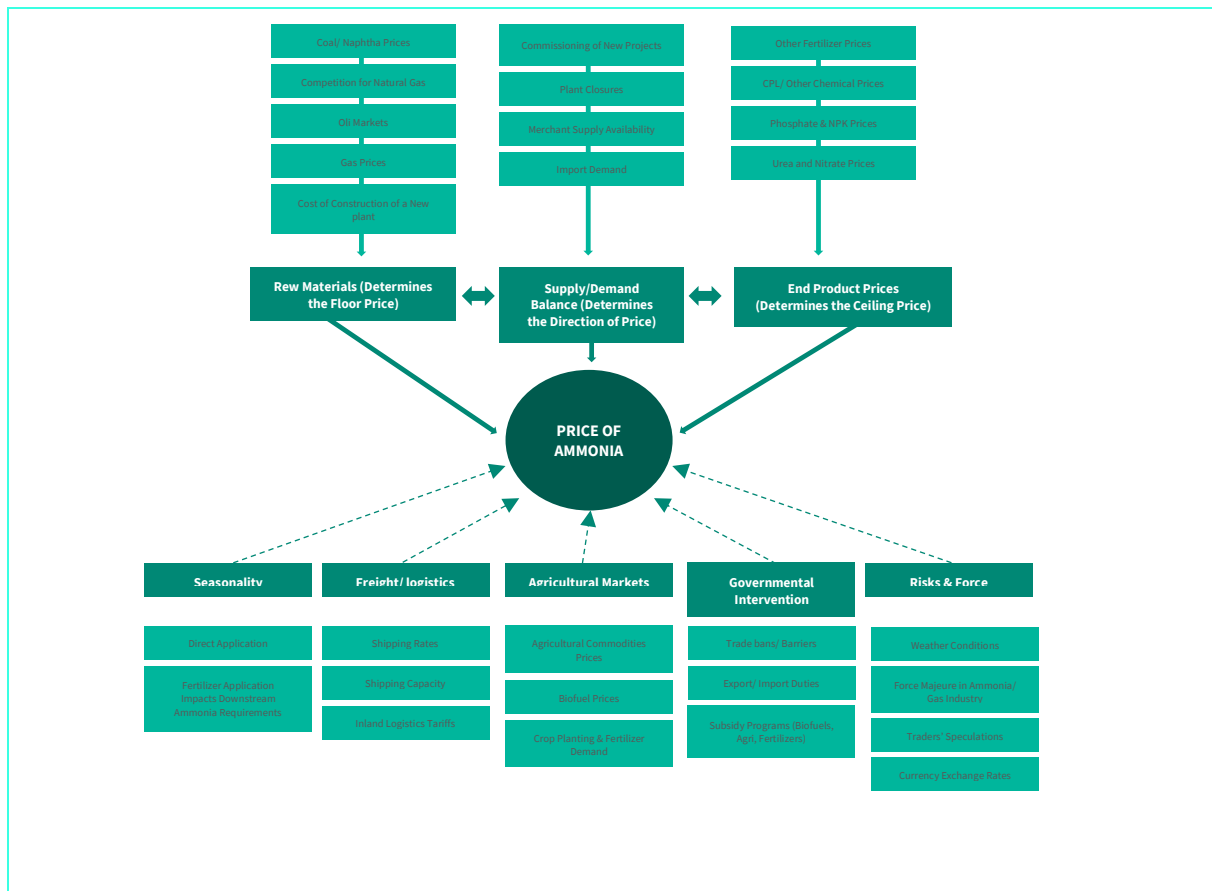 Coal/ Naphtha Prices
Competition for Natural Gas
Oli Markets
Gas Prices
Cost of Construction of a New
plant
Commissioning of New Projects
Plant Closures
Merchant Supply Availability
Import Demand
Other Fertilizer Prices
CPL/ Other Chemical Prices
Phosphate & NPK Prices
Urea and Nitrate Prices
Rew Materials (Determines
the Floor Price)
Supply/Demand
Balance (Determines
the Direction of Price)
End Product Prices
(Determines the Ceiling Price)
PRICE OF
AMMONIA
Seasonality
Freight/ logistics
Agricultural Markets
Governmental
Intervention
Risks & Force
Direct Application
Fertilizer Application
Impacts Downstream
Ammonia Requirements
Shipping Rates
Shipping Capacity
Inland Logistics Tariffs
Agricultural Commodities
Prices
Biofuel Prices
Crop Planting & Fertilizer
Demand
Trade bans/ Barriers
Export/ Import Duties
Subsidy Programs (Biofuels,
Agri, Fertilizers)
Weather Conditions
Force Majeure in Ammonia/
Gas Industry
Traders' Speculations
Currency Exchange Rates